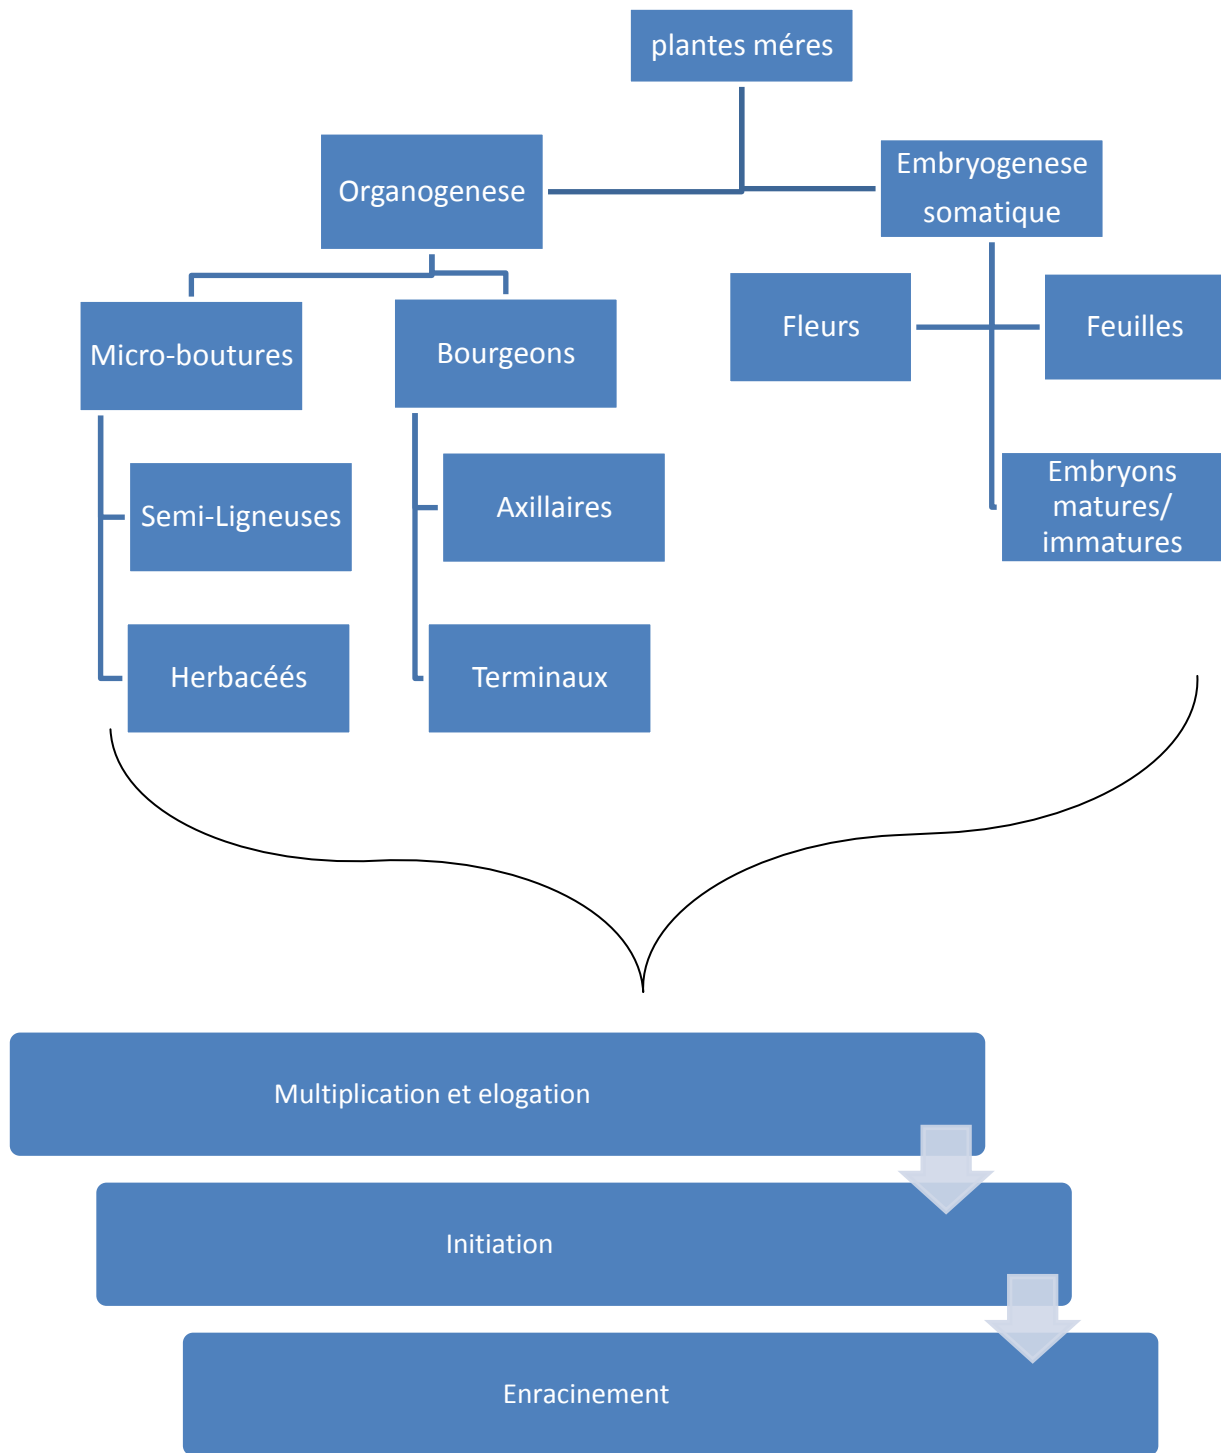 plantes méres
Organogenese
Embryogenese
somatique
Micro-boutures
Bourgeons
Fleurs
Feuilles
Semi-Ligneuses
Axillaires
Embryons
matures/
immatures
Herbacéés
Terminaux
Multiplication et elogation
Initiation
Enracinement